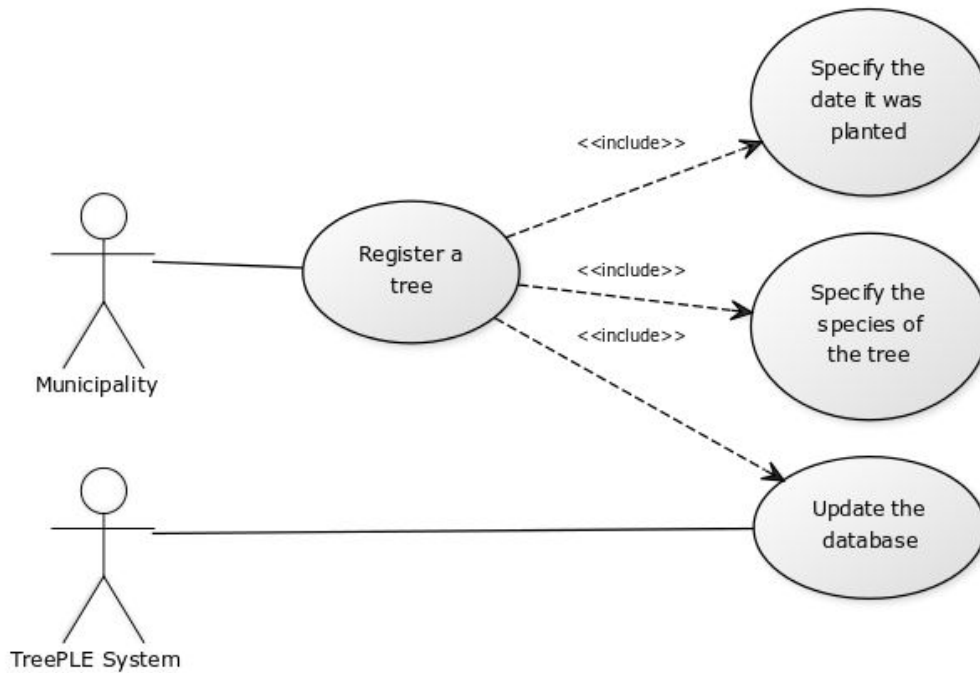 Specify the
date it was
planted
<<include>>
Register a
tree
<<include>>
Specify the
species of
the tree
<<include>>
Municipality
Update the
database
TreePLE System